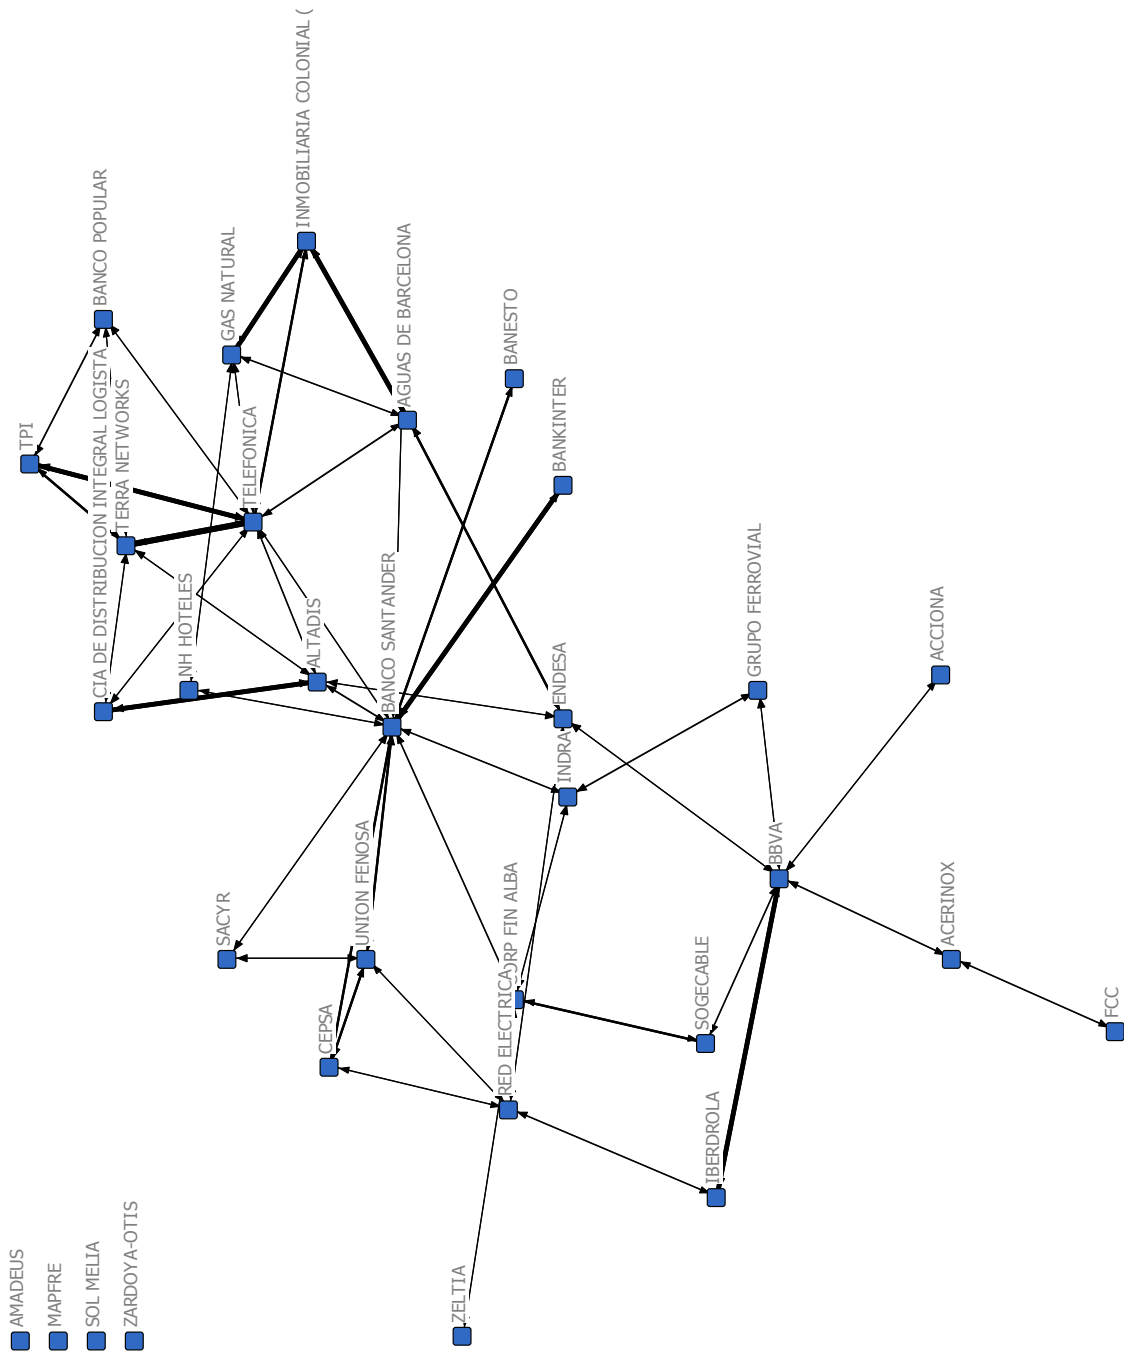 INMOBILIARIA COLONIAL (
BANCO POPULAR
GAS NATURAL
AGUAS DE BARCELONA
BANESTO
CIA DE DISTRIBUCION INTEGRAL LOGISTA
TERRA NETWORKS
BANKINTER
TPI
TELEFONICA
GRUPO FERROVIAL
BANCO SANTANDER
NH HOTELES
ALTADIS
ACCIONA
ENDESA
INDRA
UNION FENOSA
BBVA
ORP FIN ALBA
ACERINOX
SACYR
SOGECABLE
RED ELECTRICA
FCC
CEPSA
IBERDROLA
ZARDOYA-OTIS
SOL MELIA
AMADEUS
MAPFRE
ZELTIA